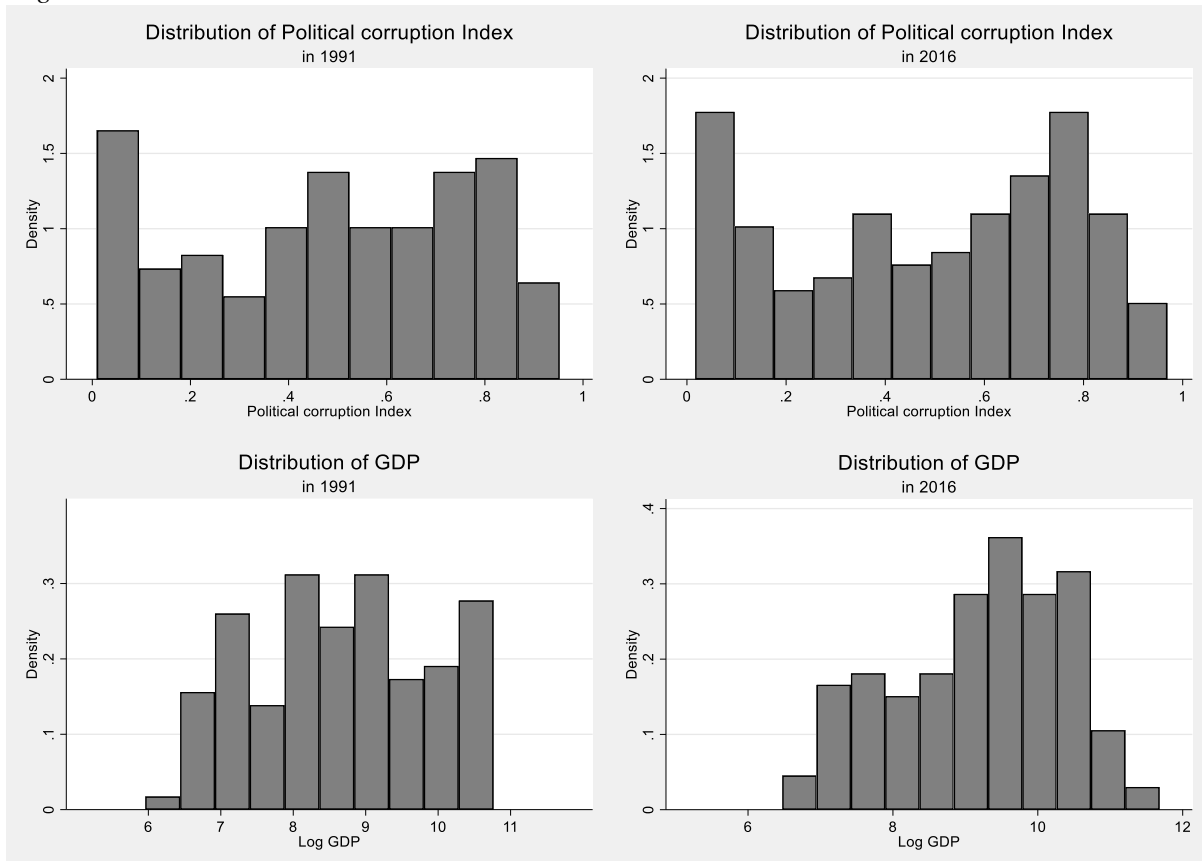 Distribution of Political corruption Index
in 1991
2
1.5
1
.5
0
Density
0 .2 .4 .6 .8 1
Political corruption Index
Distribution of Political corruption Index
in 2016
2
1.5
1
.5
0
Density
0 .2 .4 .6 .8 1
Political corruption Index
Distribution of GDP
in 1991
.3
.2
.1
0
Density
6 7 8 9 10 11
Log GDP
Distribution of GDP
in 2016
.4
.3
.2
.1
0
Density
6 8 10 12
Log GDP